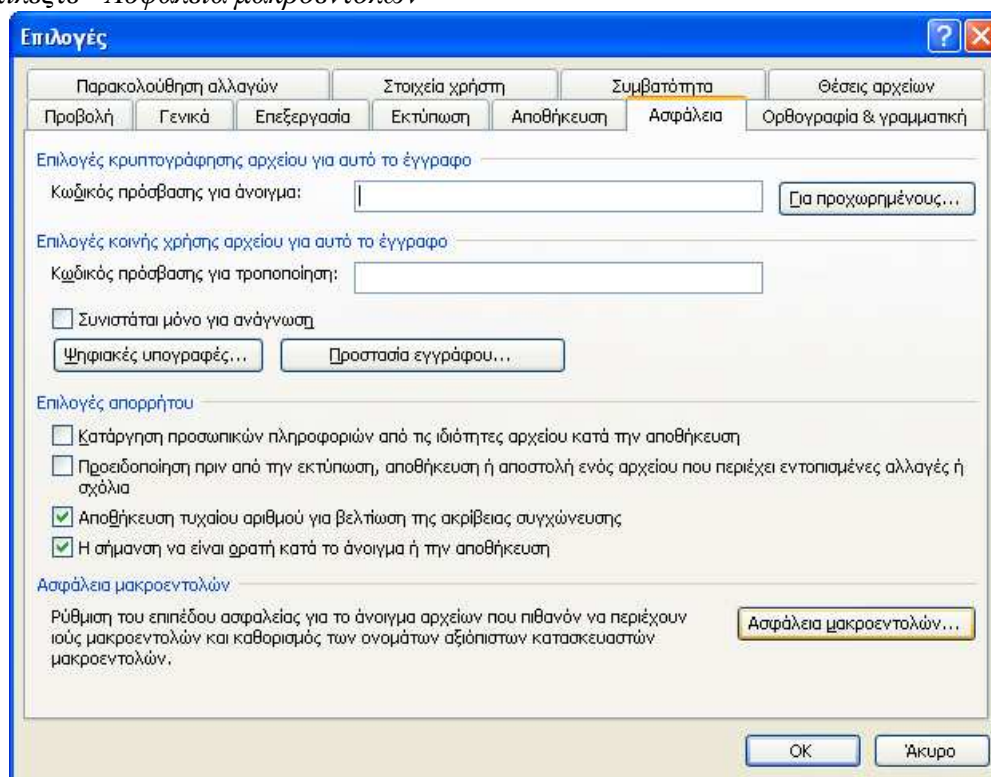 Ασφάλεια μακροεντολών
Επιλογές
Παρακολούθηση αλλαγών Στοιχεία χρήστη Συμβατότητα Θέσεις αρχείων
Προβολή Γενικά Επεξεργασία Εκτύπωση Αποθήκευση Ασφάλεια Ορθογραφία & γραμματική
Επιλογές κρυπτογράφησης αρχείου για αυτό το έγγραφο
Κωδικός πρόσβασης για άνοιγμα: Για προχωρημένους...
Επιλογές κοινής χρήσης αρχείου για αυτό το έγγραφο
Κωδικός πρόσβασης για τροποποίηση:
Συνιστάται μόνο για ανάγνωση
Ψηφιακές υπογραφές... Προστασία εγγράφου...
Επιλογές απορρήτου
Κατάργηση προσωπικών πληροφοριών από τις ιδιότητες αρχείου κατά την αποθήκευση
Προειδοποίηση πριν από την εκτύπωση, αποθήκευση ή αποστολή ενός αρχείου που περιέχει εντοπισμένες αλλαγές ή
σχόλια
Αποθήκευση τυχαίου αριθμού για βελτίωση της ακρίβειας συγχώνευσης
Η σήμανση να είναι ορατή κατά το άνοιγμα ή την αποθήκευση
Ασφάλεια μακροεντολών
Ρύθμιση του επιπέδου ασφαλείας για το άνοιγμα αρχείων που πιθανόν να περιέχουν
ιούς μακροεντολών και καθορισμός των ονομάτων αξιόπιστων κατασκευαστών
μακροεντολών.
Ασφάλεια μακροεντολών...
OK Άκυρο